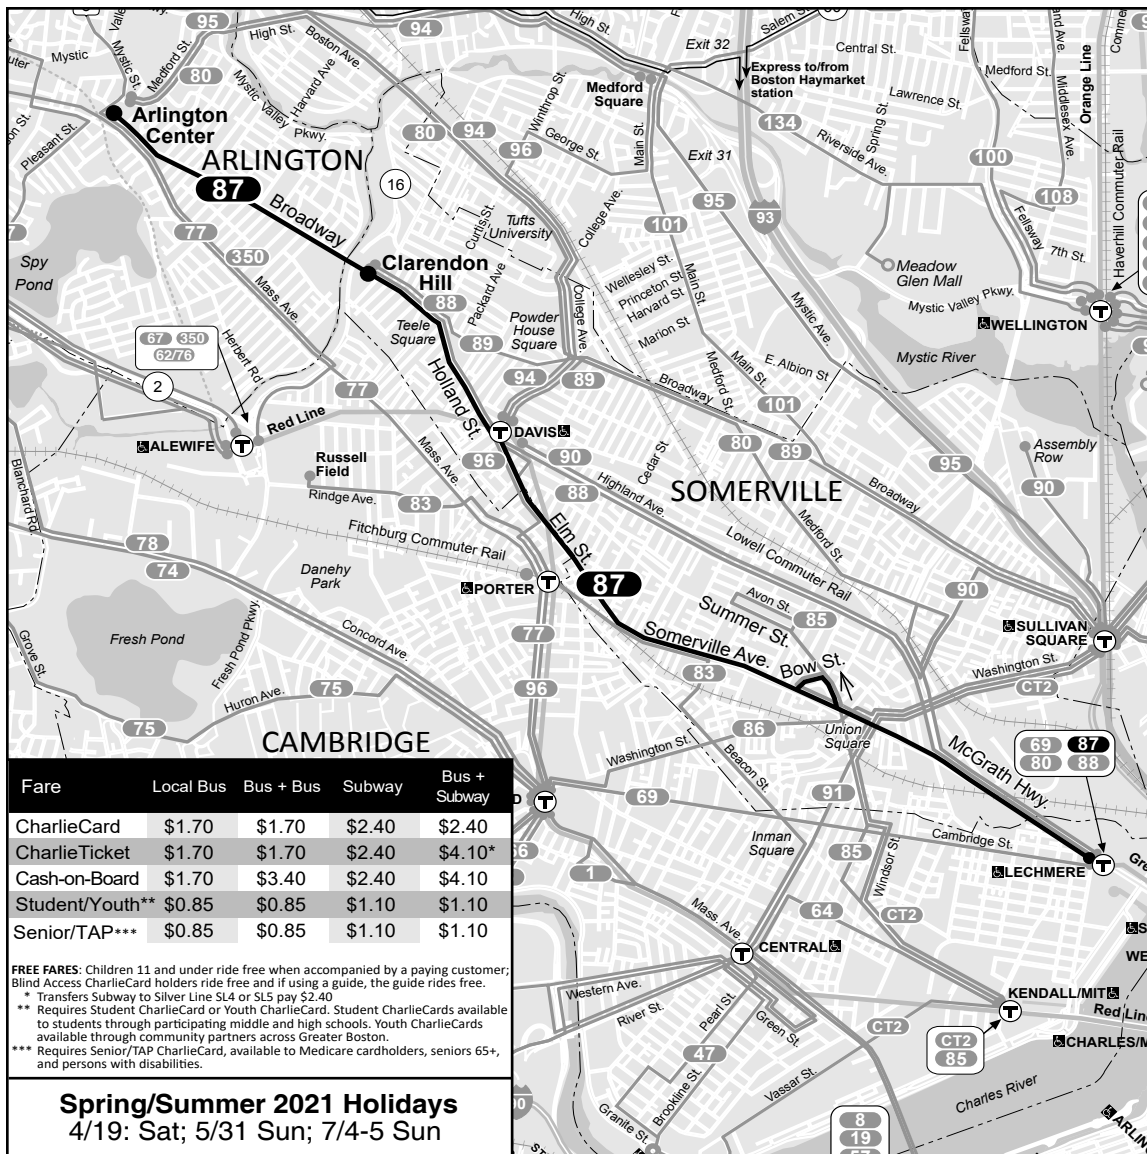 95
94
High St.
Salem St.
Exit 32
Central St.
Fellsway
Medford St.
Orange Line
Mystic
Mystic St.
Medford St.
80
High St.
Boston Ave.
Harvard Ave
Mystic Valley Pkwy.
Medford
Square
Express to/from
Boston Haymarket
station
Lawrence St.
Middlesex Ave.
Arlington
Center
Pleasant St.
ARLINGTON
87
Broadway
16
80
94
96
Winthrop St.
George St.
Main St.
134
Exit 31
Spring St.
Riverside Ave.
100
108
Haverhill Commuter Rail
77
350
Mass. Ave.
Curtis St.
Tufts
University
College Ave.
101
95
93
Fellsway
7th St.
Spy
Pond
Clarendon
Hill
88
Packard Ave
Teele
Square
89
Powder
House
Square
College Ave.
Wellesley St.
Princeton St
Harvard St
Marion St
Main St.
Mystic Ave.
Meadow
Glen Mall
Mystic Valley Pkwy.
WELLINGTON
Mystic River
67 350
62/76
Herbert Rd.
2
77
Red Line
ALEWIFE
Holland St.
94
89
Broadway
Medford St.
Main St.
E. Albion St
101
T DAVIS
96
90
88
Highland Ave.
Cedar St
80
89
95
Broadway
Assembly
Row
90
Blanchard Rd.
Russell
Field
Rindge Ave.
83
Mass. Ave.
SOMERVILLE
Fitchburg Commuter Rail
Elm St.
Lowell Commuter Rail
Medford St.
78
74
Danehy
Park
PORTER
T
87
Summer St.
Avon St.
85
90
SULLIVAN
SQUARE
T
Fresh Pond
Fresh Pond Pkwy.
Concord Ave.
Grove St.
Huron Ave.
75
75
77
96
Somerville Ave.
83
Bow St.
Washington St.
CT2
CAMBRIDGE
86
Washington St.
Beacon St.
Union
Square
McGrath Hwy.
69 87
80 88
69
91
Inman
Square
85
Windsor St.
Cambridge St.
LECHMERE
T
1
Mass. Ave
64
CT2
T CENTRAL
Western Ave.
River St.
Pearl St.
Green St.
47
Brookline St.
Granite St.
Vassar St.
CT2
KENDALL/MIT
T
Red Line
CT2
85
Charles River
8
19
57
Fare Local Bus Bus + Bus Subway Bus +
Subway
CharlieCard $1.70 $1.70 $2.40 $2.40
CharlieTicket $1.70 $1.70 $2.40 $4.10*
Cash-on-Board $1.70 $3.40 $2.40 $4.10
Student/Youth** $0.85 $0.85 $1.10 $1.10
Senior/TAP*** $0.85 $0.85 $1.10 $1.10
FREE FARES: Children 11 and under ride free when accompanied by a paying customer;
Blind Access CharlieCard holders ride free and if using a guide, the guide rides free.
* Transfers Subway to Silver Line SL4 or SL5 pay $2.40
** Requires Student CharlieCard or Youth CharlieCard. Student CharlieCards available
to students through participating middle and high schools. Youth CharlieCards
available through community partners across Greater Boston.
*** Requires Senior/TAP CharlieCard, available to Medicare cardholders, seniors 65+,
and persons with disabilities.
Spring/Summer 2021 Holidays
4/19: Sat; 5/31 Sun; 7/4-5 Sun